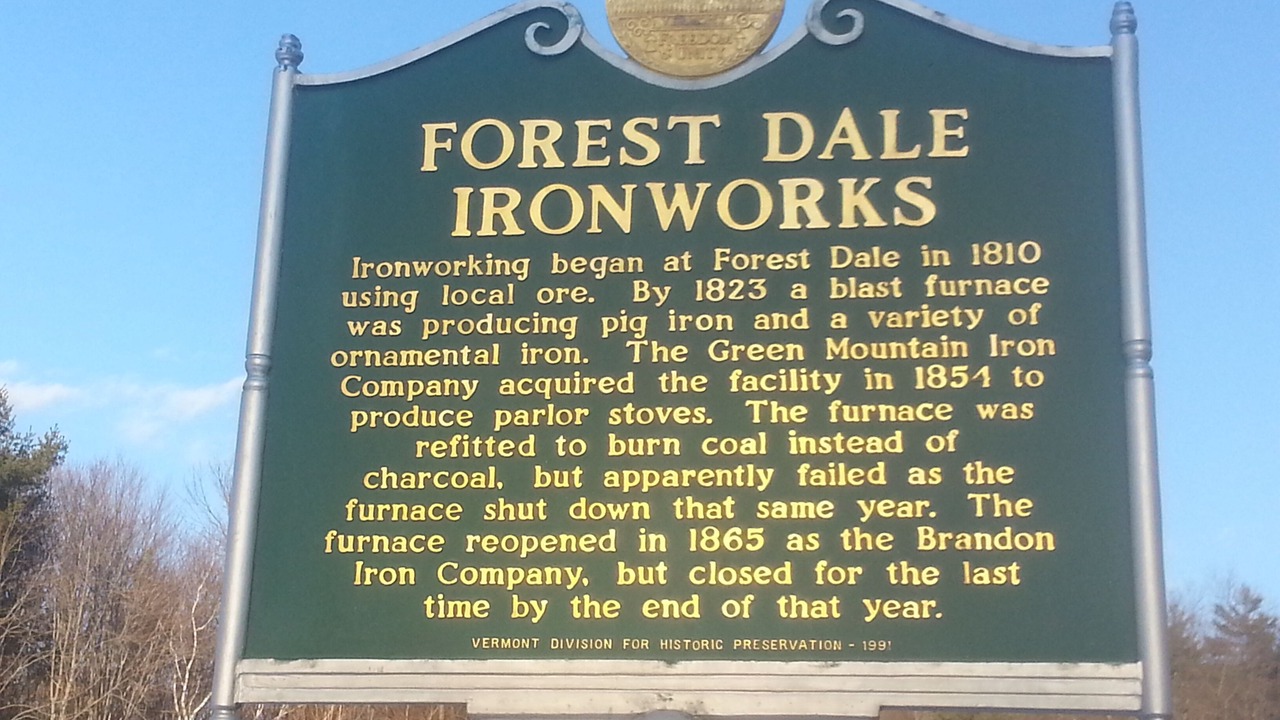 FOREST DALE
IRONWORKS
Ironworking began at Forest Dale in 1810
using local ore. By 1823 a blast furnace
was producing pig iron and a variety of
ornamental iron. The Green Mountain Iron
Company acquired the facility in 1854 to
produce parlor stoves. The furnace was
refitted to burn coal instead of
charcoal, but apparently failed as the
furnace shut down that same year. The
furnace reopened in 1865 as the Brandon
Iron Company, but closed for the last
time by the end of that year.
VERMONT DIVISION FOR HISTORIC PRESERVATION - 1991